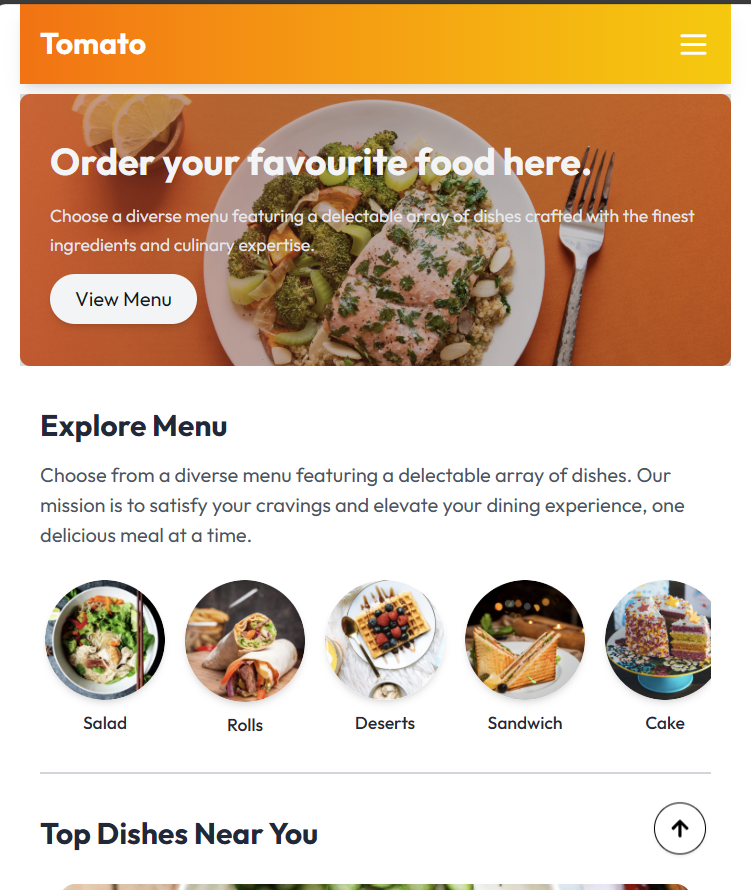 Tomato
Order your favourite food here.
Choose a diverse menu featuring a delectable array of dishes crafted with the finest
ingredients and culinary expertise.
View Menu
Explore Menu
Choose from a diverse menu featuring a delectable array of dishes. Our
mission is to satisfy your cravings and elevate your dining experience, one
delicious meal at a time.
Salad
Rolls
Deserts
Sandwich
Cake
Top Dishes Near You